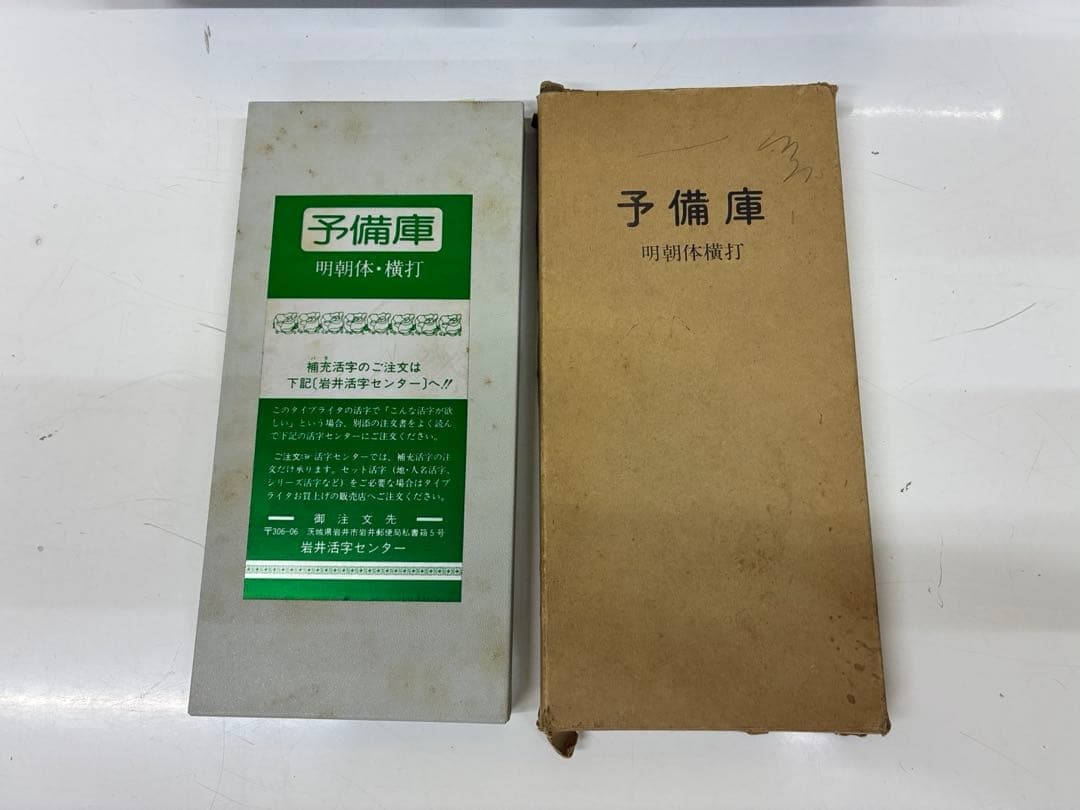 予備庫
明朝体・横打
補充活字のご注文は
下記〔岩井活字センター〕へ!!
このタイプライタの活字で「こんな活字が欲
しい」という場合、別添の注文書をよく読ん
で下記の活字センターにご注文ください。
ご注文 活字センターでは、補充活字の注
文だけ承ります。セット活字（地・人名活字、
シリーズ活字など）をご必要な場合はタイプ
ライタお買上げの販売店へご注文ください。
御注文先
〒306-06 茨城県岩井市岩井郵便局私書箱5号
岩井活字センター
予備庫
明朝体横打